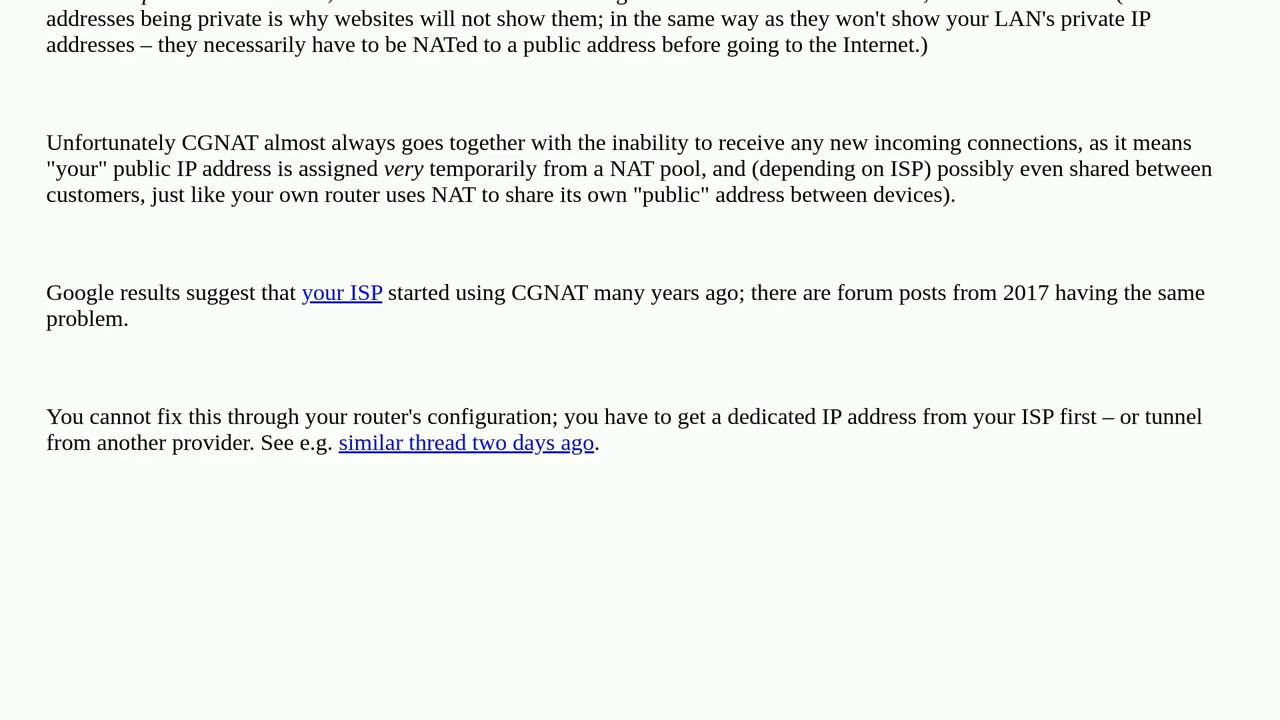 addresses being private is why websites will not show them; in the same way as they won't show your LAN's private IP
addresses – they necessarily have to be NATed to a public address before going to the Internet.)
Unfortunately CGNAT almost always goes together with the inability to receive any new incoming connections, as it means
"your" public IP address is assigned very temporarily from a NAT pool, and (depending on ISP) possibly even shared between
customers, just like your own router uses NAT to share its own "public" address between devices).
Google results suggest that your ISP started using CGNAT many years ago; there are forum posts from 2017 having the same
problem.
You cannot fix this through your router's configuration; you have to get a dedicated IP address from your ISP first – or tunnel
from another provider. See e.g. similar thread two days ago.